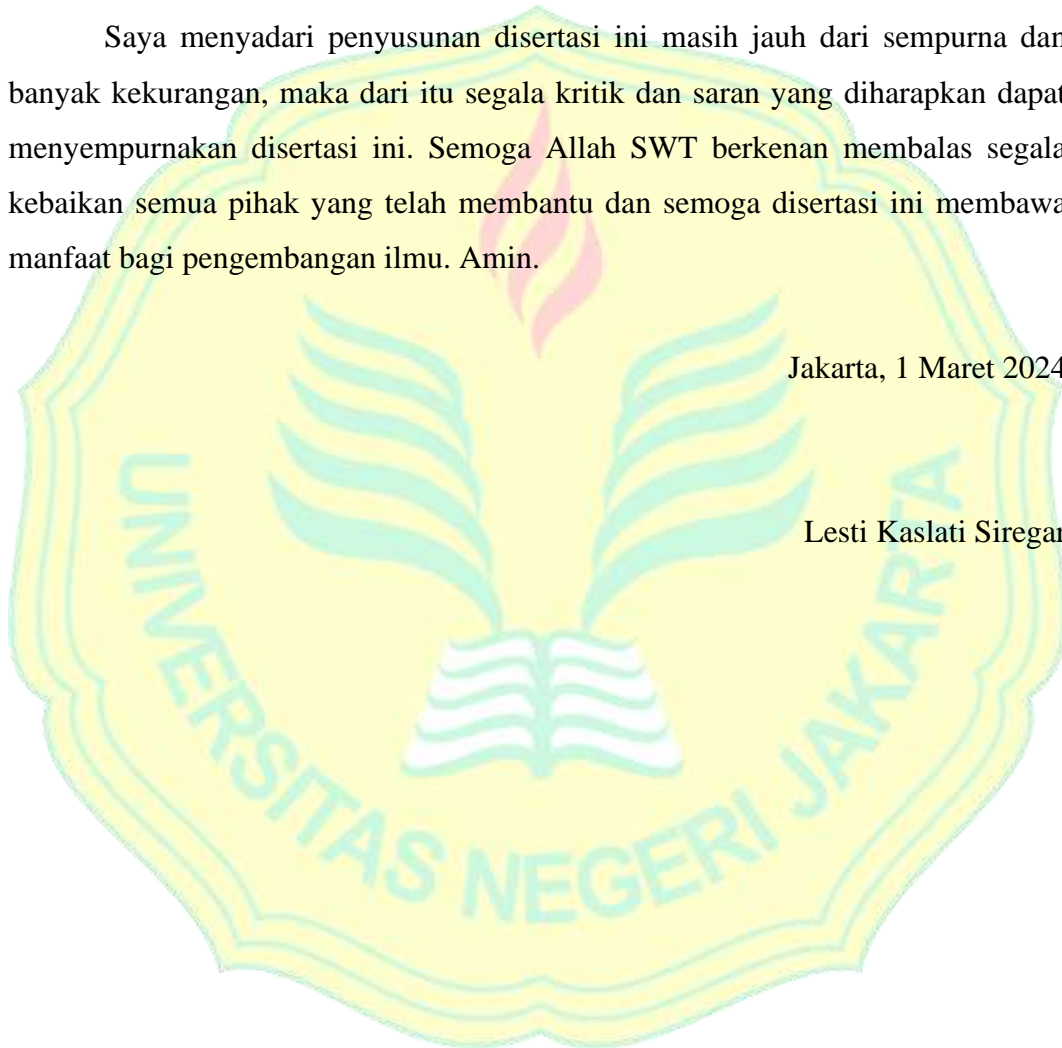 Saya menyadari penyusunan disertasi ini masih jauh dari sempurna dan
banyak kekurangan, maka dari itu segala kritik dan saran yang diharapkan dapat
menyempurnakan disertasi ini. Semoga Allah SWT berkenan membalas segala
kebaikan semua pihak yang telah membantu dan semoga disertasi ini membawa
manfaat bagi pengembangan ilmu. Amin.
Jakarta, 1 Maret 2024
Lesti Kaslati Siregar
UNIVERSITAS NEGERI JAKARTA